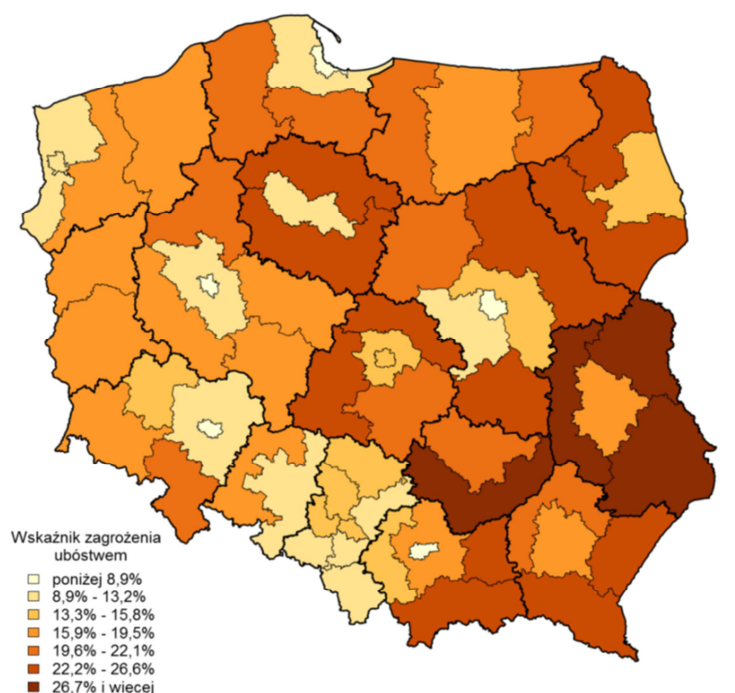 Wskaźnik zagrożenia
ubóstwem
poniżej 8,9%
8,9% - 13,2%
13,3% - 15,8%
15,9% - 19,5%
19,6% - 22,1%
22,2% - 26,6%
26,7% i więcej